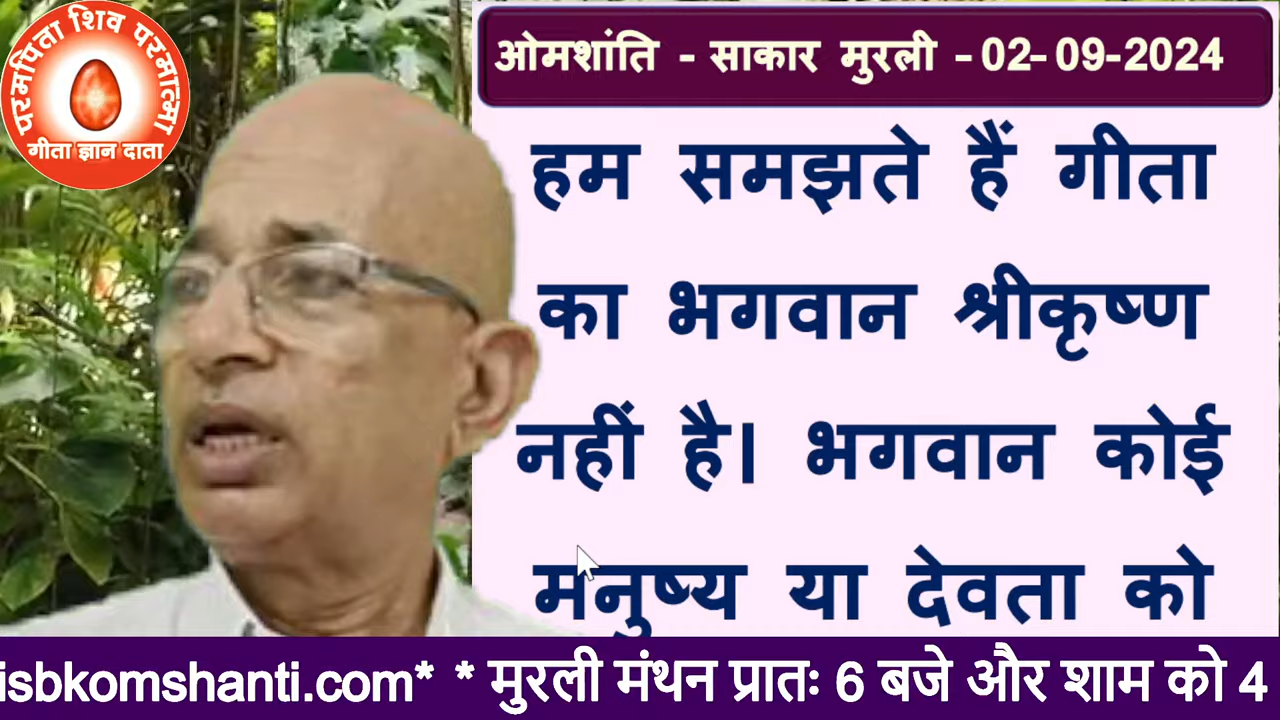 परमपिता शिव परमात्मा
गीता ज्ञान दाता
ओमशांति - साकार मुरली - 02- 09-2024
हम समझते हैं गीता
का भगवान श्रीकृष्ण
नहीं है। भगवान कोई
मनुष्य या देवता को
isbkomshanti.com* * मुरली मंथन प्रातः 6 बजे और शाम को 4